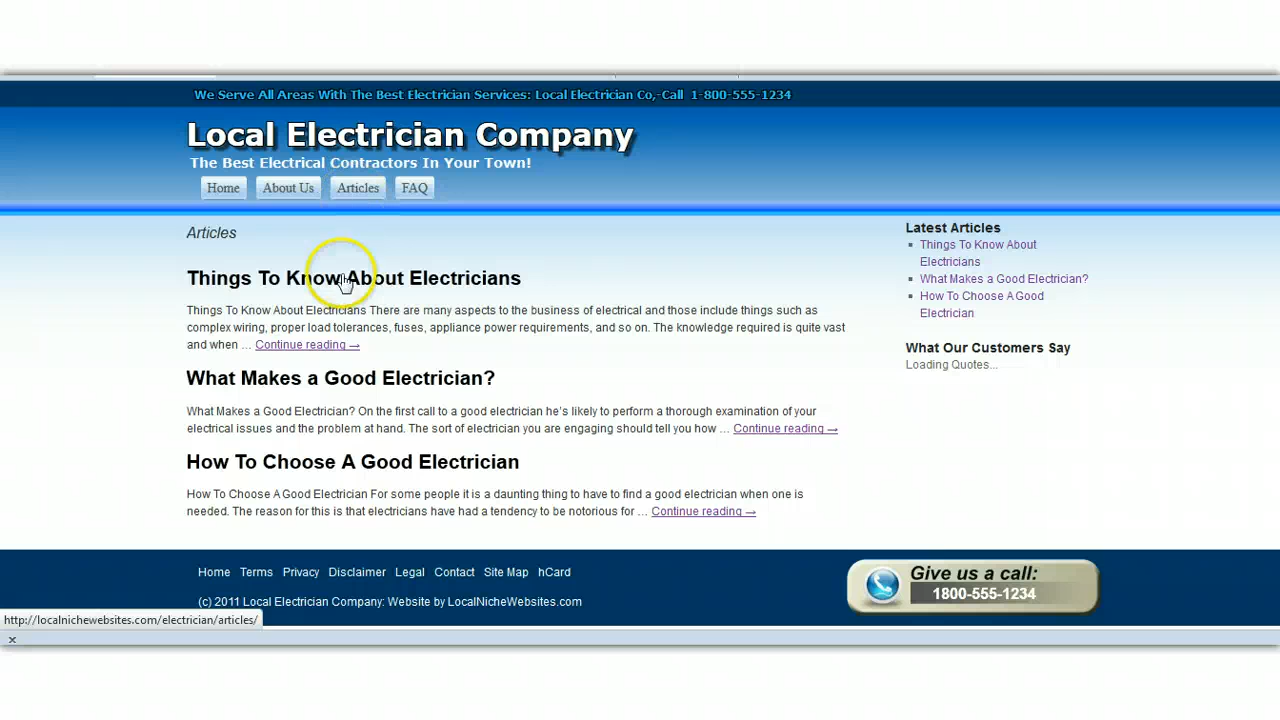 We Serve All Areas With The Best Electrician Services: Local Electrician Co,-Call 1-800-555-1234
Local Electrician Company
The Best Electrical Contractors In Your Town!
Home
About Us
Articles
FAQ
Articles
Things To Know About Electricians
Things To Know About Electricians There are many aspects to the business of electrical and those include things such as
complex wiring, proper load tolerances, fuses, appliance power requirements, and so on. The knowledge required is quite vast
and when ... Continue reading →
What Makes a Good Electrician?
What Makes a Good Electrician? On the first call to a good electrician he's likely to perform a thorough examination of your
electrical issues and the problem at hand. The sort of electrician you are engaging should tell you how ... Continue reading →
How To Choose A Good Electrician
How To Choose A Good Electrician For some people it is a daunting thing to have to find a good electrician when one is
needed. The reason for this is that electricians have had a tendency to be notorious for ... Continue reading →
Latest Articles
Things To Know About
Electricians
What Makes a Good Electrician?
How To Choose A Good
Electrician
What Our Customers Say
Loading Quotes...
Home Terms Privacy Disclaimer Legal Contact Site Map hCard
(c) 2011 Local Electrician Company: Website by LocalNicheWebsites.com
Give us a call:
1800-555-1234
http://localnichewebsites.com/electrician/articles/
x